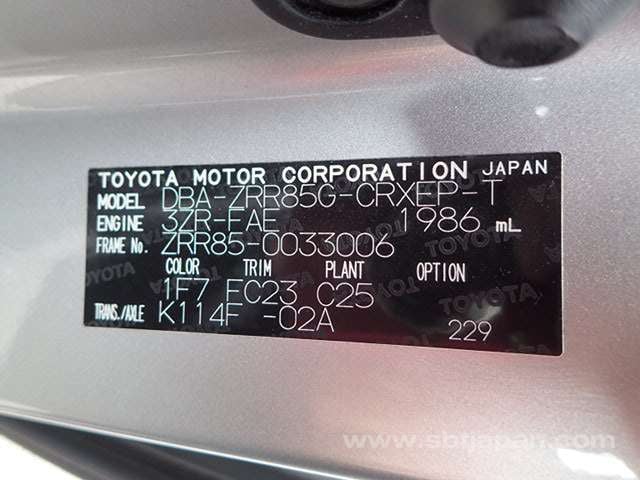 TOYOTA MOTOR CORPORATION JAPAN
MODEL DBA-ZRR85G-CRXEP-T
ENGINE 3ZR-FAE 1986 mL
FRAME No. ZRR85-0033006
COLOR TRIM PLANT OPTION
1F7 FC23 C25
TRANS./AXLE K114F -02A
229
www.sbtjapan.com